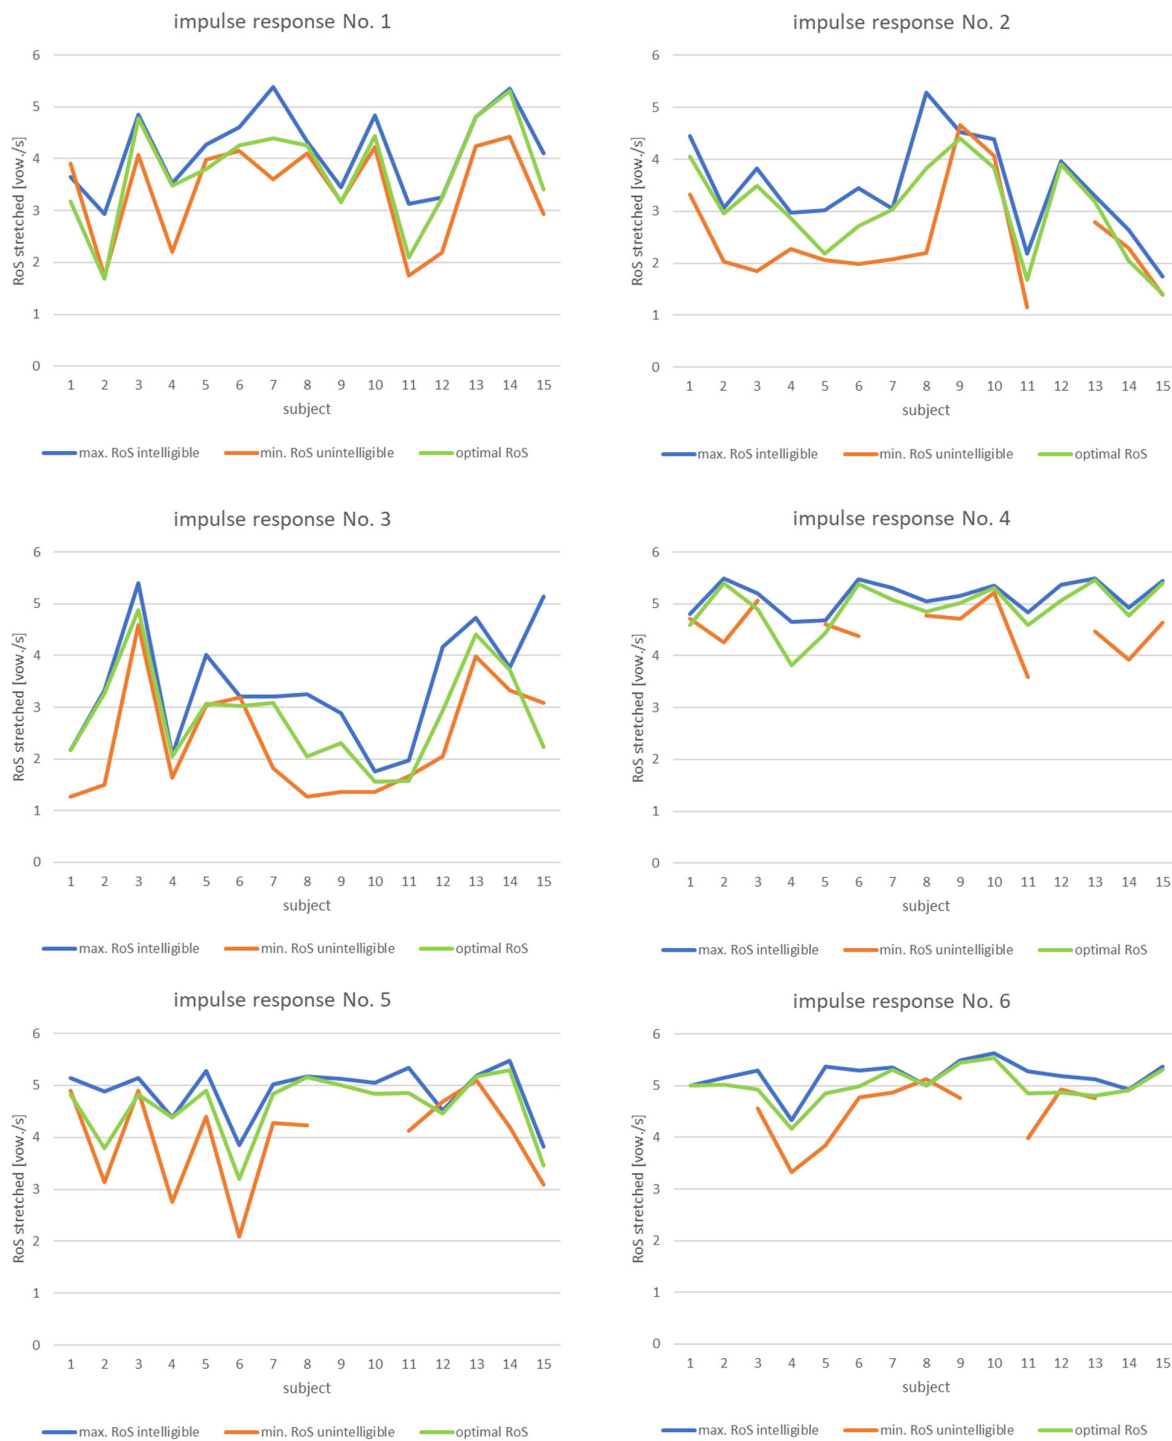 impulse response No. 1
6
5
4
3
2
1
0
RoS stretched [vow./s]
1 2 3 4 5 6 7 8 9 10 11 12 13 14 15
subject
max. RoS intelligible min. RoS unintelligible optimal RoS
impulse response No. 2
6
5
4
3
2
1
0
RoS stretched [vow./s]
1 2 3 4 5 6 7 8 9 10 11 12 13 14 15
subject
max. RoS intelligible min. RoS unintelligible optimal RoS
impulse response No. 3
6
5
4
3
2
1
0
RoS stretched [vow./s]
1 2 3 4 5 6 7 8 9 10 11 12 13 14 15
subject
max. RoS intelligible min. RoS unintelligible optimal RoS
impulse response No. 4
6
5
4
3
2
1
0
RoS stretched [vow./s]
1 2 3 4 5 6 7 8 9 10 11 12 13 14 15
subject
max. RoS intelligible min. RoS unintelligible optimal RoS
impulse response No. 5
6
5
4
3
2
1
0
RoS stretched [vow./s]
1 2 3 4 5 6 7 8 9 10 11 12 13 14 15
subject
max. RoS intelligible min. RoS unintelligible optimal RoS
impulse response No. 6
6
5
4
3
2
1
0
RoS stretched [vow./s]
1 2 3 4 5 6 7 8 9 10 11 12 13 14 15
subject
max. RoS intelligible min. RoS unintelligible optimal RoS